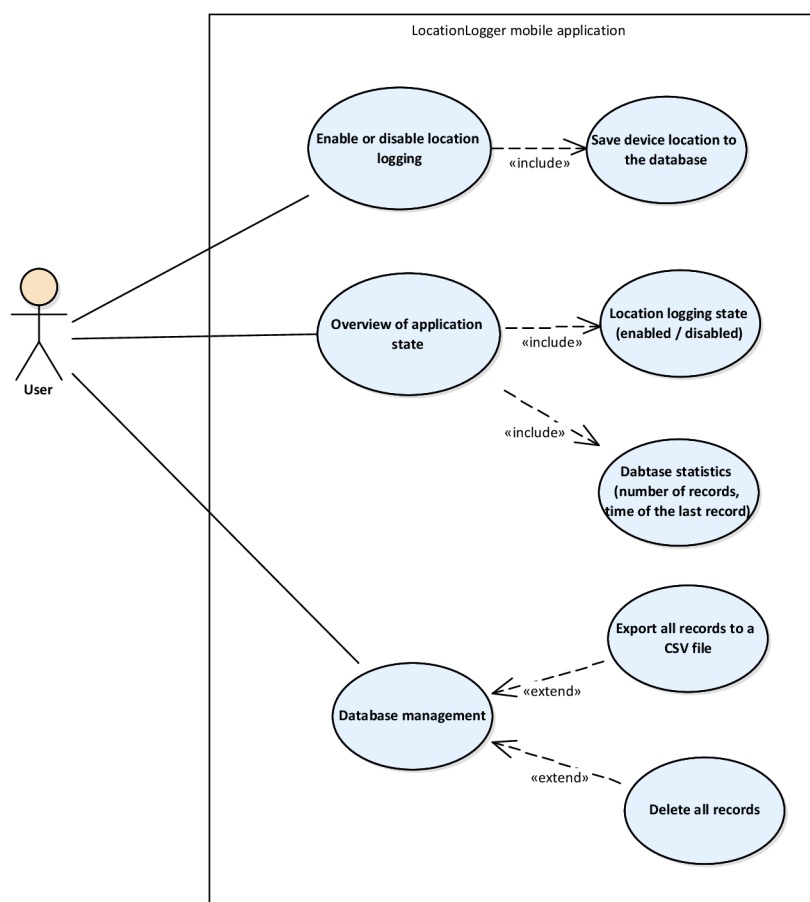 LocationLogger mobile application
Enable or disable location
logging
«include»
Save device location to
the database
User
Overview of application
state
«include»
Location logging state
(enabled / disabled)
«include»
Dabtase statistics
(number of records,
time of the last record)
Export all records to a
CSV file
«extend»
Database management
«extend»
Delete all records